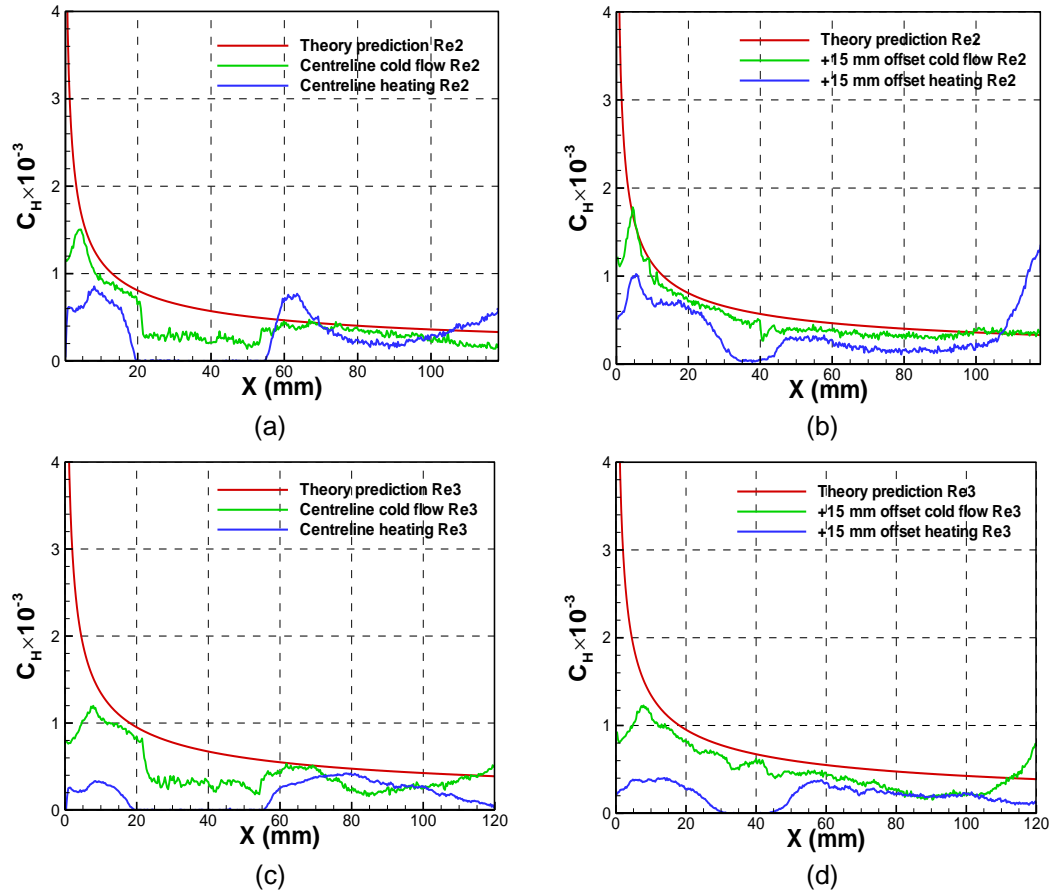 4
3
2
1
0
C_H×10^-3
Theory prediction Re2
Centreline cold flow Re2
Centreline heating Re2
0 20 40 60 80 100
X (mm)
(a)
4
3
2
1
0
C_H×10^-3
Theory prediction Re2
+15 mm offset cold flow Re2
+15 mm offset heating Re2
0 20 40 60 80 100
X (mm)
(b)
4
3
2
1
0
C_H×10^-3
Theory prediction Re3
Centreline cold flow Re3
Centreline heating Re3
0 20 40 60 80 100 120
X (mm)
(c)
4
3
2
1
0
C_H×10^-3
Theory prediction Re3
+15 mm offset cold flow Re3
+15 mm offset heating Re3
0 20 40 60 80 100 120
X (mm)
(d)